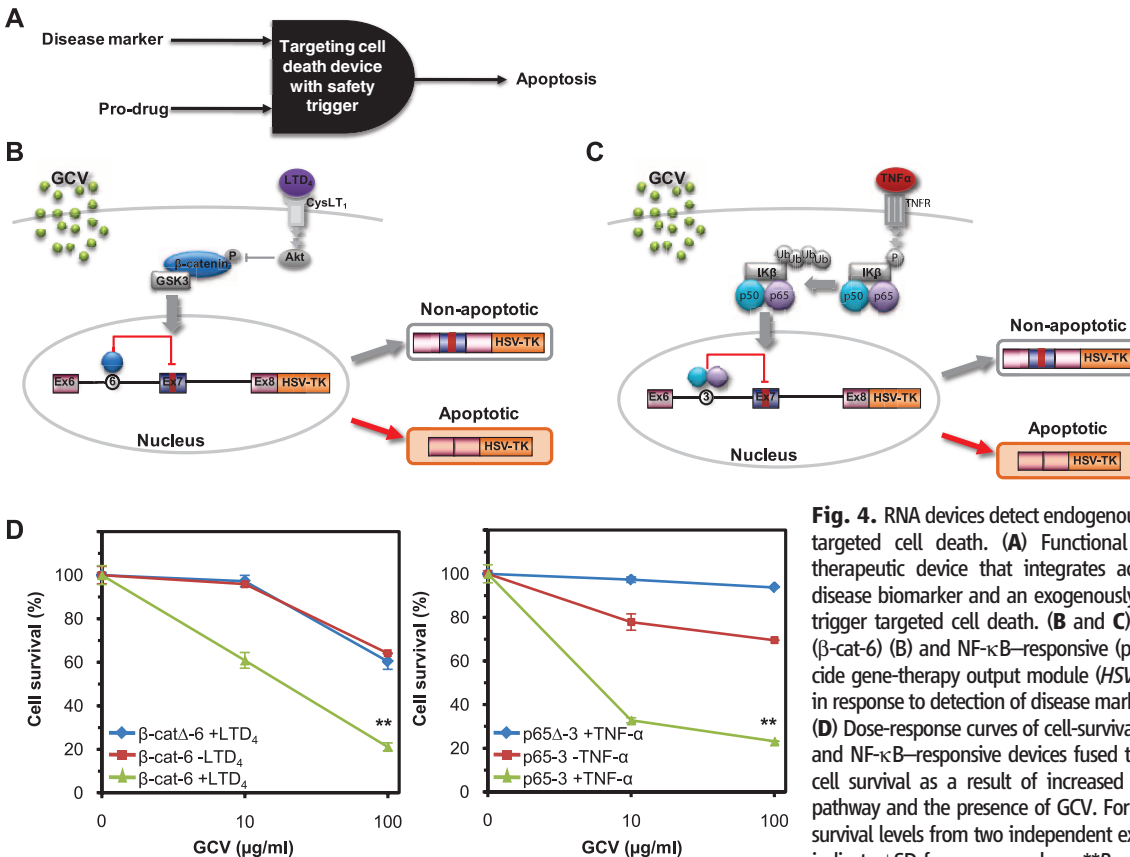 A
Disease marker
Pro-drug
Targeting cell
death device
with safety
trigger
Apoptosis
B
GCV
LTD4
CysLT1
β-catenin
P
Akt
GSK3
Non-apoptotic
HSV-TK
Ex6
6
Ex7
Ex8
HSV-TK
Nucleus
Apoptotic
HSV-TK
C
GCV
TNFα
TNFR
Ub
Ub
Ub
Ub
P
IKβ
IKβ
p50
p65
p50
p65
Non-apoptotic
HSV-TK
Ex6
3
Ex7
Ex8
HSV-TK
Nucleus
Apoptotic
HSV-TK
D
Cell survival (%)
100
80
60
40
20
0
β-catΔ-6 +LTD4
β-cat-6 -LTD4
β-cat-6 +LTD4
**
0
10
100
GCV (µg/ml)
Cell survival (%)
100
80
60
40
20
0
p65Δ-3 +TNF-α
p65-3 -TNF-α
p65-3 +TNF-α
**
0
10
100
GCV (µg/ml)
Fig. 4. RNA devices detect endogenou
targeted cell death. (A) Functional
therapeutic device that integrates ac
disease biomarker and an exogenously
trigger targeted cell death. (B and C)
(β-cat-6) (B) and NF-κB–responsive (p
cide gene-therapy output module (HSV
in response to detection of disease mark
(D) Dose-response curves of cell-surviva
and NF-κB–responsive devices fused t
cell survival as a result of increased
pathway and the presence of GCV. For
survival levels from two independent ex